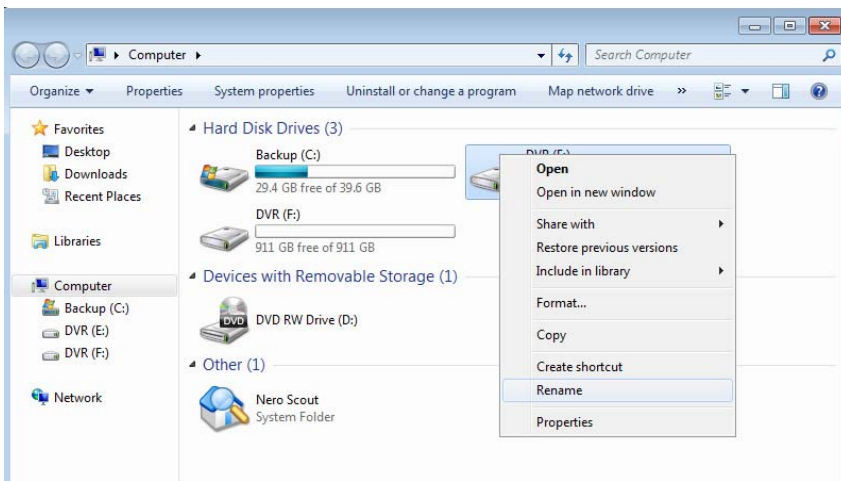 Computer
Search Computer
Organize Properties System properties Uninstall or change a program Map network drive »
Favorites
Desktop
Downloads
Recent Places
Libraries
Computer
Backup (C:)
DVR (E:)
DVR (F:)
Network
Hard Disk Drives (3)
Backup (C:)
29.4 GB free of 39.6 GB
DVR (F:)
911 GB free of 911 GB
Devices with Removable Storage (1)
DVD
DVD RW Drive (D:)
Other (1)
Nero Scout
System Folder
Open
Open in new window
Share with
Restore previous versions
Include in library
Format...
Copy
Create shortcut
Rename
Properties